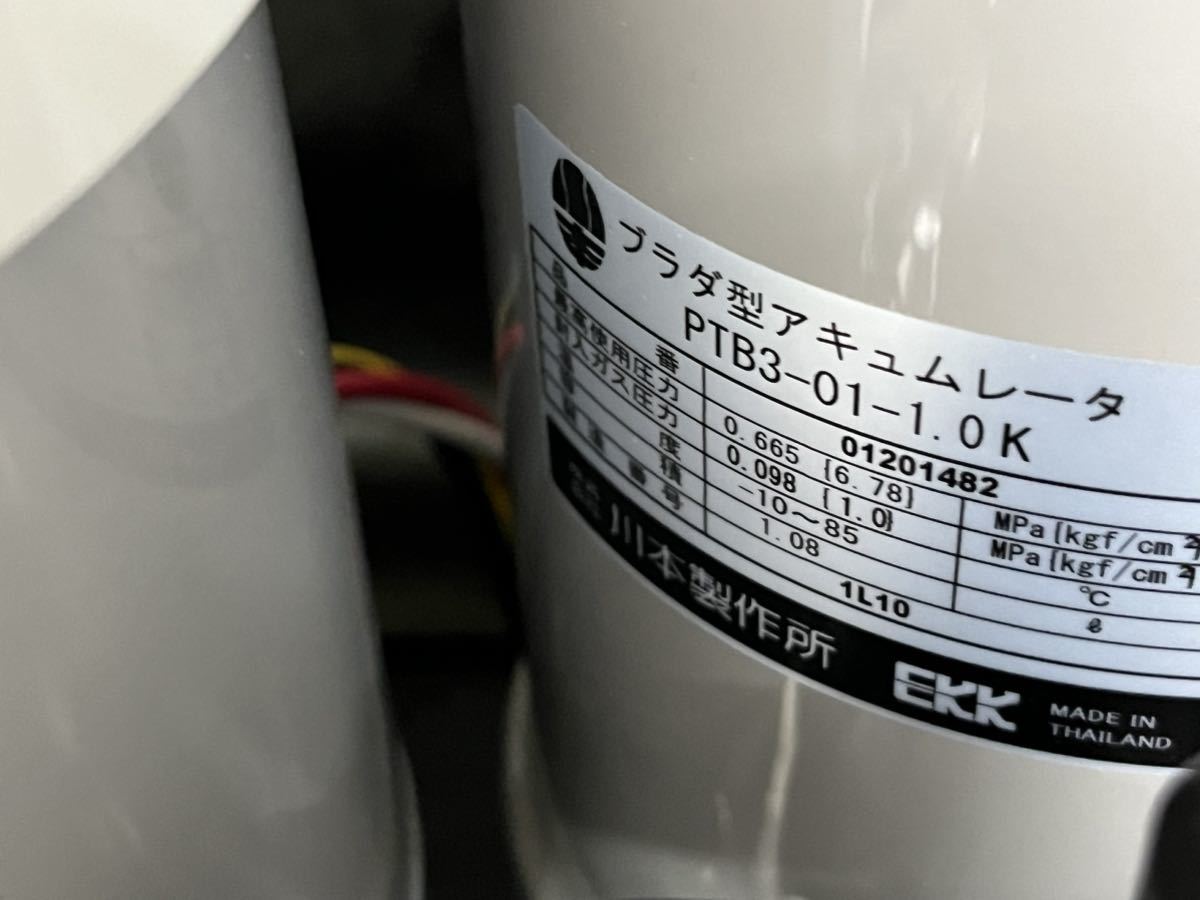 ブラダ型アキュムレータ
PTB3-01-1.0K
品 番 01201482
最高使用圧力 0.665 {6.78} MPa{kgf/cm²}
封入ガス圧力 0.098 {1.0} MPa{kgf/cm²}
温 度 -10～85 ℃
容 積 1.08 ℓ
製造番号 1L10
川本製作所 EKK MADE IN
THAILAND